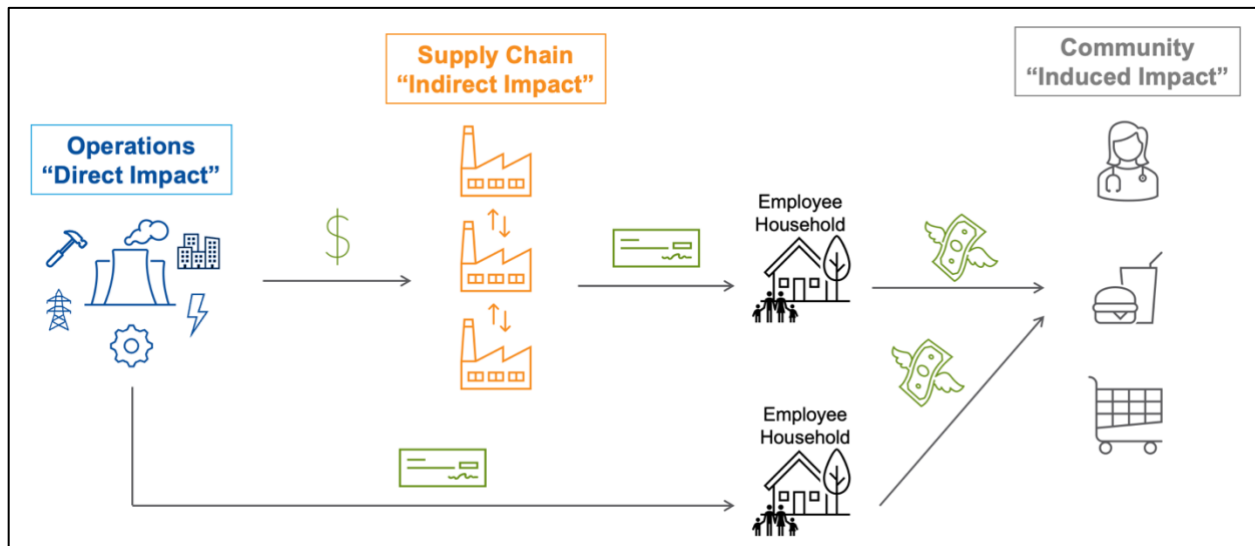 Supply Chain
“Indirect Impact”
Community
“Induced Impact”
Operations
“Direct Impact”
$
Employee
Household
Employee
Household